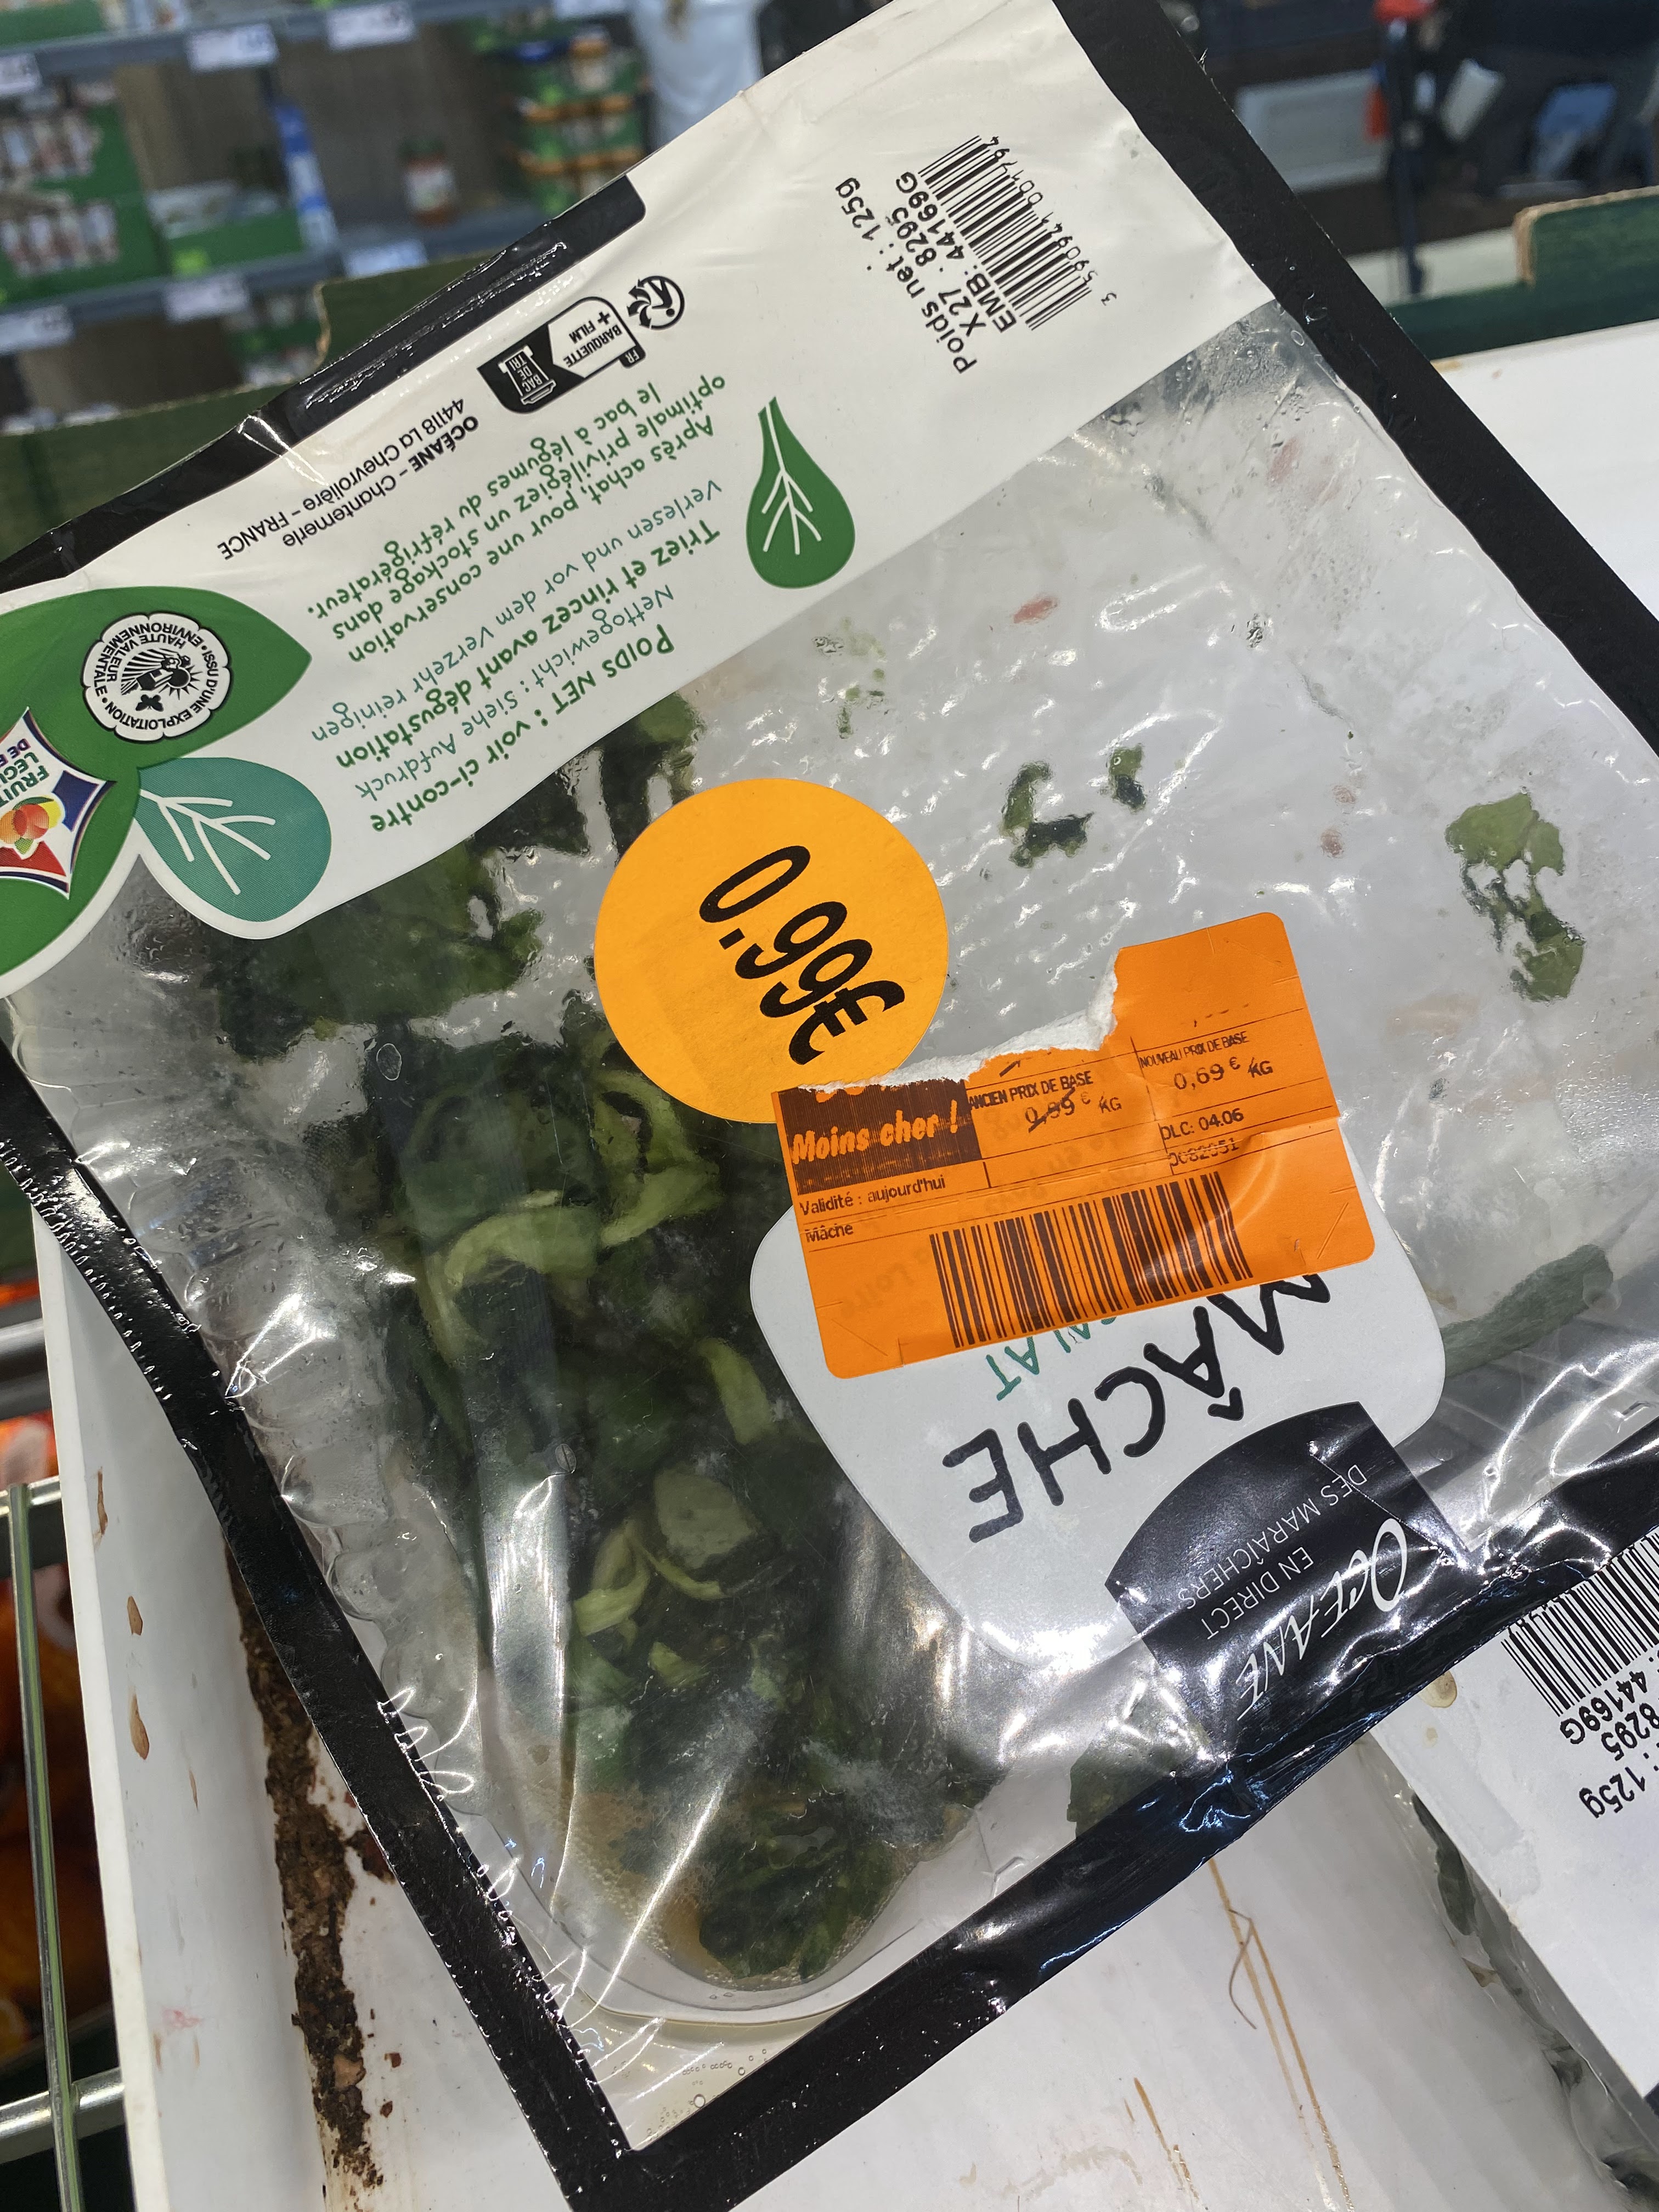 Poids net : 125g
X 27 . 8295
EMB. 44169G
FR
BARQUETTE
+ FILM
BAC
DE
TRI
OCÉANE - Chantemerle
44118 La Chevrolière - FRANCE
Après achat, pour une conservation
optimale privilégiez un stockage dans
le bac à légumes du réfrigérateur.
POIDS NET : voir ci-contre
Nettogewicht : siehe Aufdruck
Triez et rincez avant dégustation
Verlesen und vor dem Verzehr reinigen
ISSU D'UNE EXPLOITATION
HAUTE VALEUR
ENVIRONNEMENTALE
0.99€
Moins cher !
ANCIEN PRIX DE BASE
0,99 € KG
NOUVEAU PRIX DE BASE
0,69 € KG
DLC: 04.06
Validité : aujourd'hui
Mâche
MÂCHE
OCÉANE
EN DIRECT
DES MARAÎCHERS
125g
8295
44169G